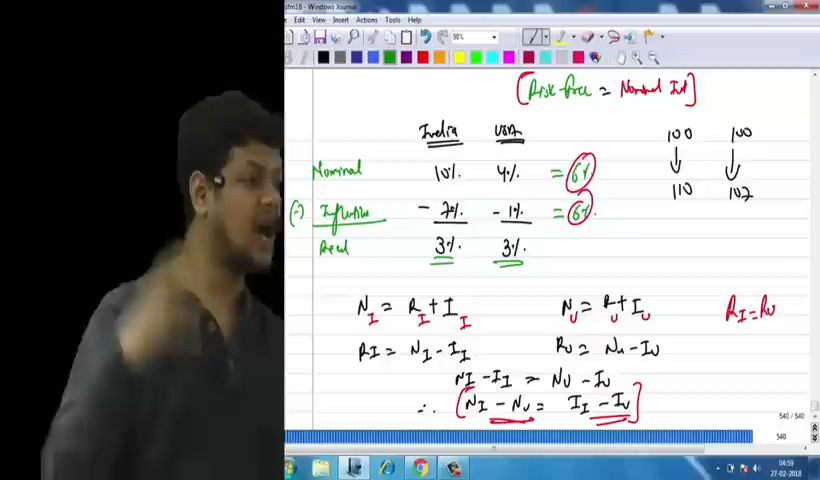 stm18 - Windows Journal
Edit View Insert Actions Tools Help
98%
[Risk-free = Nominal Int]
India USA 100 100
Nominal 10% 4% = 6% 110 102
(-) Inflation - 7% - 1% = 6%
Real 3% 3%
N_I = R_I + I_I N_U = R_U + I_U R_I = R_U
R_I = N_I - I_I R_U = N_U - I_U
N_I - I_I = N_U - I_U
∴ [N_I - N_U = I_I - I_U]
540 / 540
540
04:59
27-02-2018